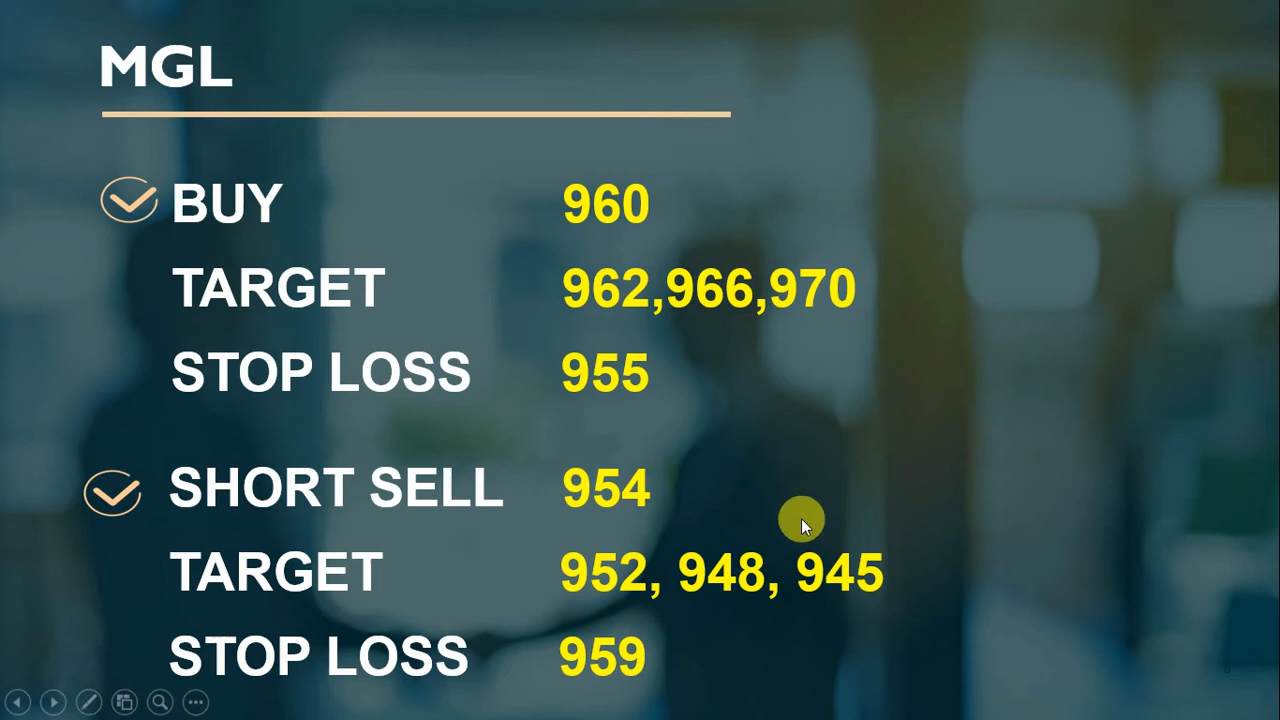 MGL
BUY 960
TARGET 962,966,970
STOP LOSS 955
SHORT SELL 954
TARGET 952, 948, 945
STOP LOSS 959